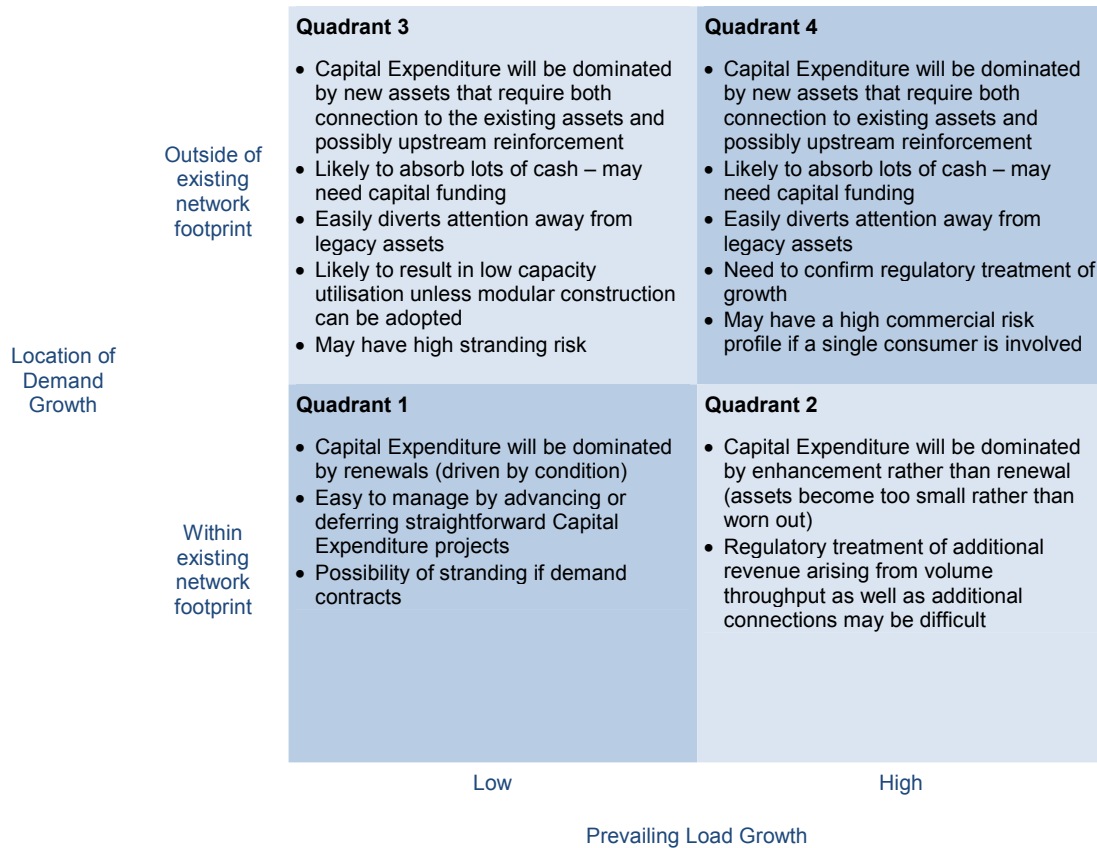 Quadrant 3
• Capital Expenditure will be dominated
by new assets that require both
connection to the existing assets and
possibly upstream reinforcement
• Likely to absorb lots of cash – may
need capital funding
• Easily diverts attention away from
legacy assets
• Likely to result in low capacity
utilisation unless modular construction
can be adopted
• May have high stranding risk
Quadrant 4
• Capital Expenditure will be dominated
by new assets that require both
connection to existing assets and
possibly upstream reinforcement
• Likely to absorb lots of cash – may
need capital funding
• Easily diverts attention away from
legacy assets
• Need to confirm regulatory treatment of
growth
• May have a high commercial risk
profile if a single consumer is involved
Outside of
existing
network
footprint
Location of
Demand
Growth
Within
existing
network
footprint
Quadrant 1
• Capital Expenditure will be dominated
by renewals (driven by condition)
• Easy to manage by advancing or
deferring straightforward Capital
Expenditure projects
• Possibility of stranding if demand
contracts
Quadrant 2
• Capital Expenditure will be dominated
by enhancement rather than renewal
(assets become too small rather than
worn out)
• Regulatory treatment of additional
revenue arising from volume
throughput as well as additional
connections may be difficult
Low
High
Prevailing Load Growth